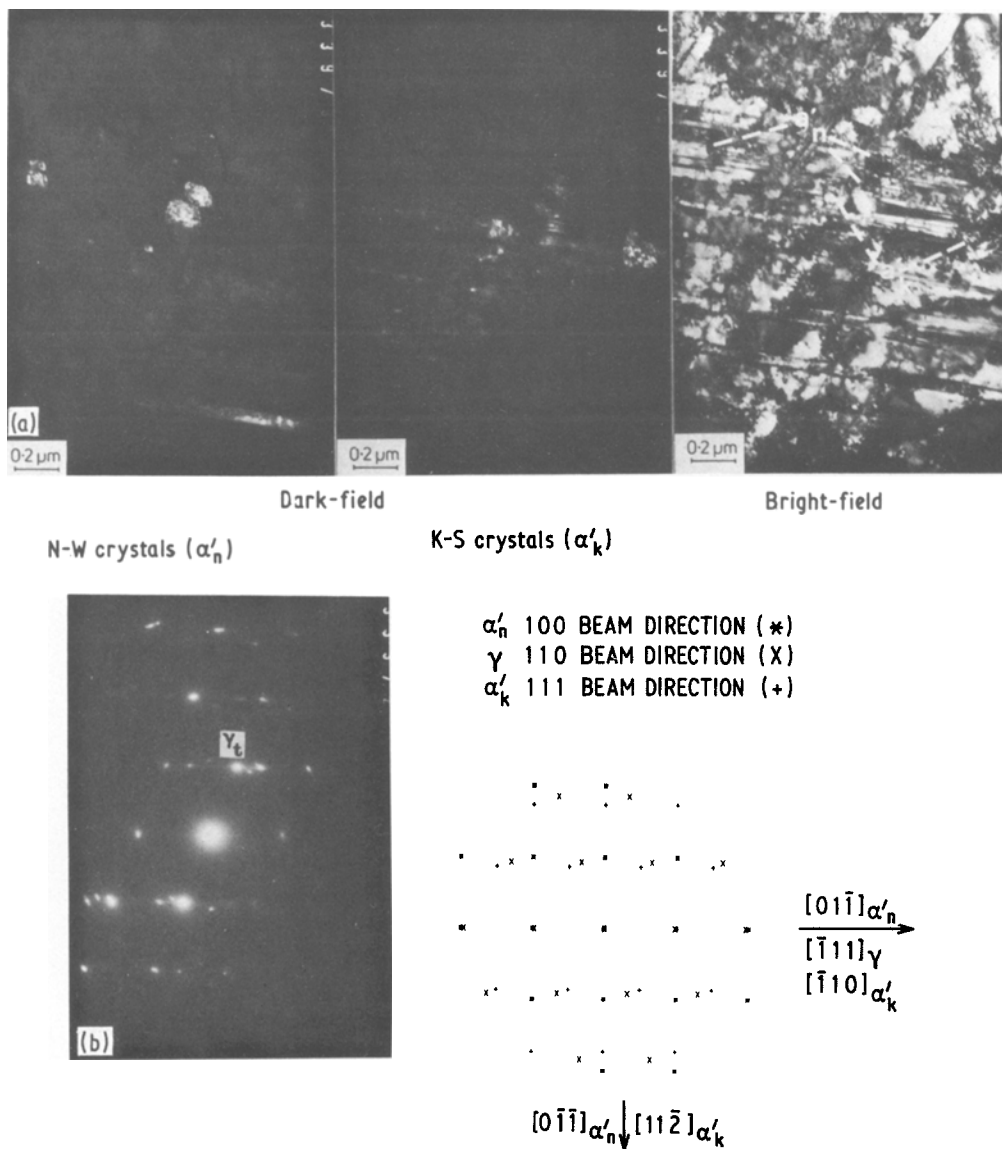 (a)
0·2 μm
0·2 μm
0·2 μm
Dark-field
Bright-field
N-W crystals (α′n)
K-S crystals (α′k)
α′n 100 BEAM DIRECTION (*)
γ 110 BEAM DIRECTION (X)
α′k 111 BEAM DIRECTION (+)
γt
(b)
[011̄]α′n
[1̄11]γ
[1̄10]α′k
[01̄1̄]α′n [112̄]α′k